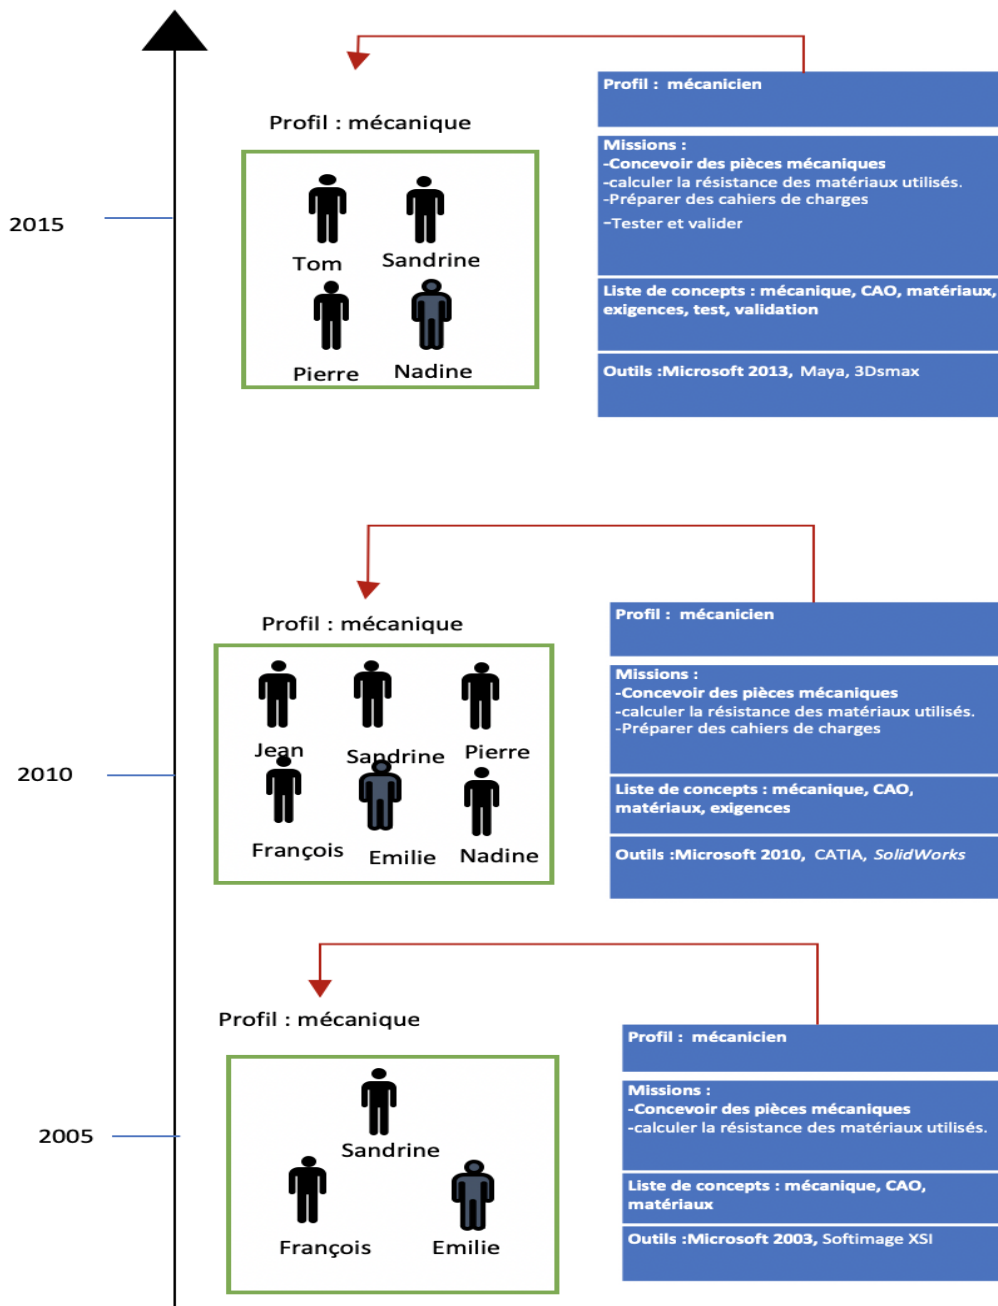 Profil : mécanique
Profil : mécanicien
Missions :
-Concevoir des pièces mécaniques
-calculer la résistance des matériaux utilisés.
-Préparer des cahiers de charges
-Tester et valider
Liste de concepts : mécanique, CAO, matériaux,
exigences, test, validation
Outils :Microsoft 2013, Maya, 3Dsmax
2015
Tom
Sandrine
Pierre
Nadine
Profil : mécanique
Profil : mécanicien
Missions :
-Concevoir des pièces mécaniques
-calculer la résistance des matériaux utilisés.
-Préparer des cahiers de charges
Liste de concepts : mécanique, CAO,
matériaux, exigences
Outils :Microsoft 2010, CATIA, SolidWorks
2010
Jean
Sandrine
Pierre
François
Emilie
Nadine
Profil : mécanique
Profil : mécanicien
Missions :
-Concevoir des pièces mécaniques
-calculer la résistance des matériaux utilisés.
Liste de concepts : mécanique, CAO,
matériaux
Outils :Microsoft 2003, Softimage XSI
2005
Sandrine
François
Emilie